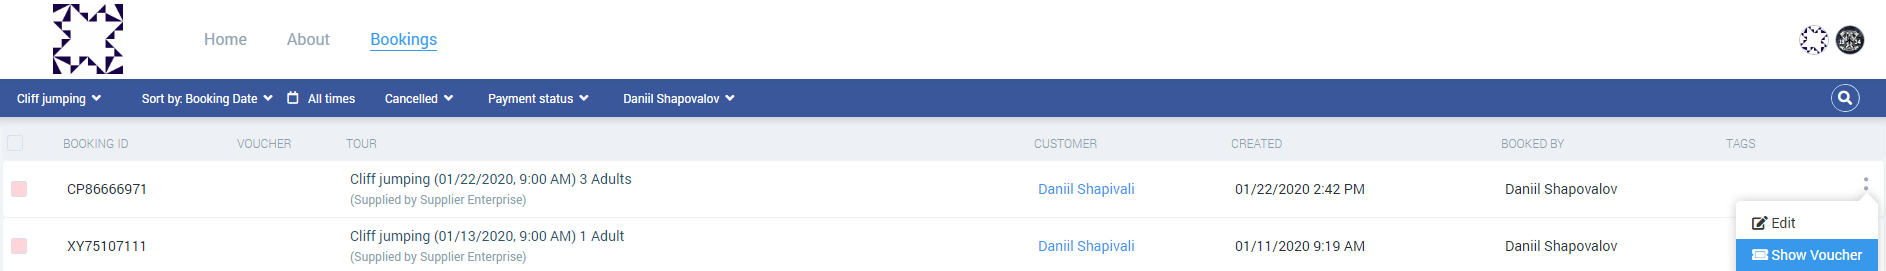 Home About Bookings
Cliff jumping Sort by: Booking Date All times Cancelled Payment status Daniil Shapovalov
BOOKING ID VOUCHER TOUR CUSTOMER CREATED BOOKED BY TAGS
CP86666971 Cliff jumping (01/22/2020, 9:00 AM) 3 Adults Daniil Shapivali 01/22/2020 2:42 PM Daniil Shapovalov
(Supplied by Supplier Enterprise)
Edit
XY75107111 Cliff jumping (01/13/2020, 9:00 AM) 1 Adult Daniil Shapivali 01/11/2020 9:19 AM Daniil Shapovalov
(Supplied by Supplier Enterprise)
Show Voucher